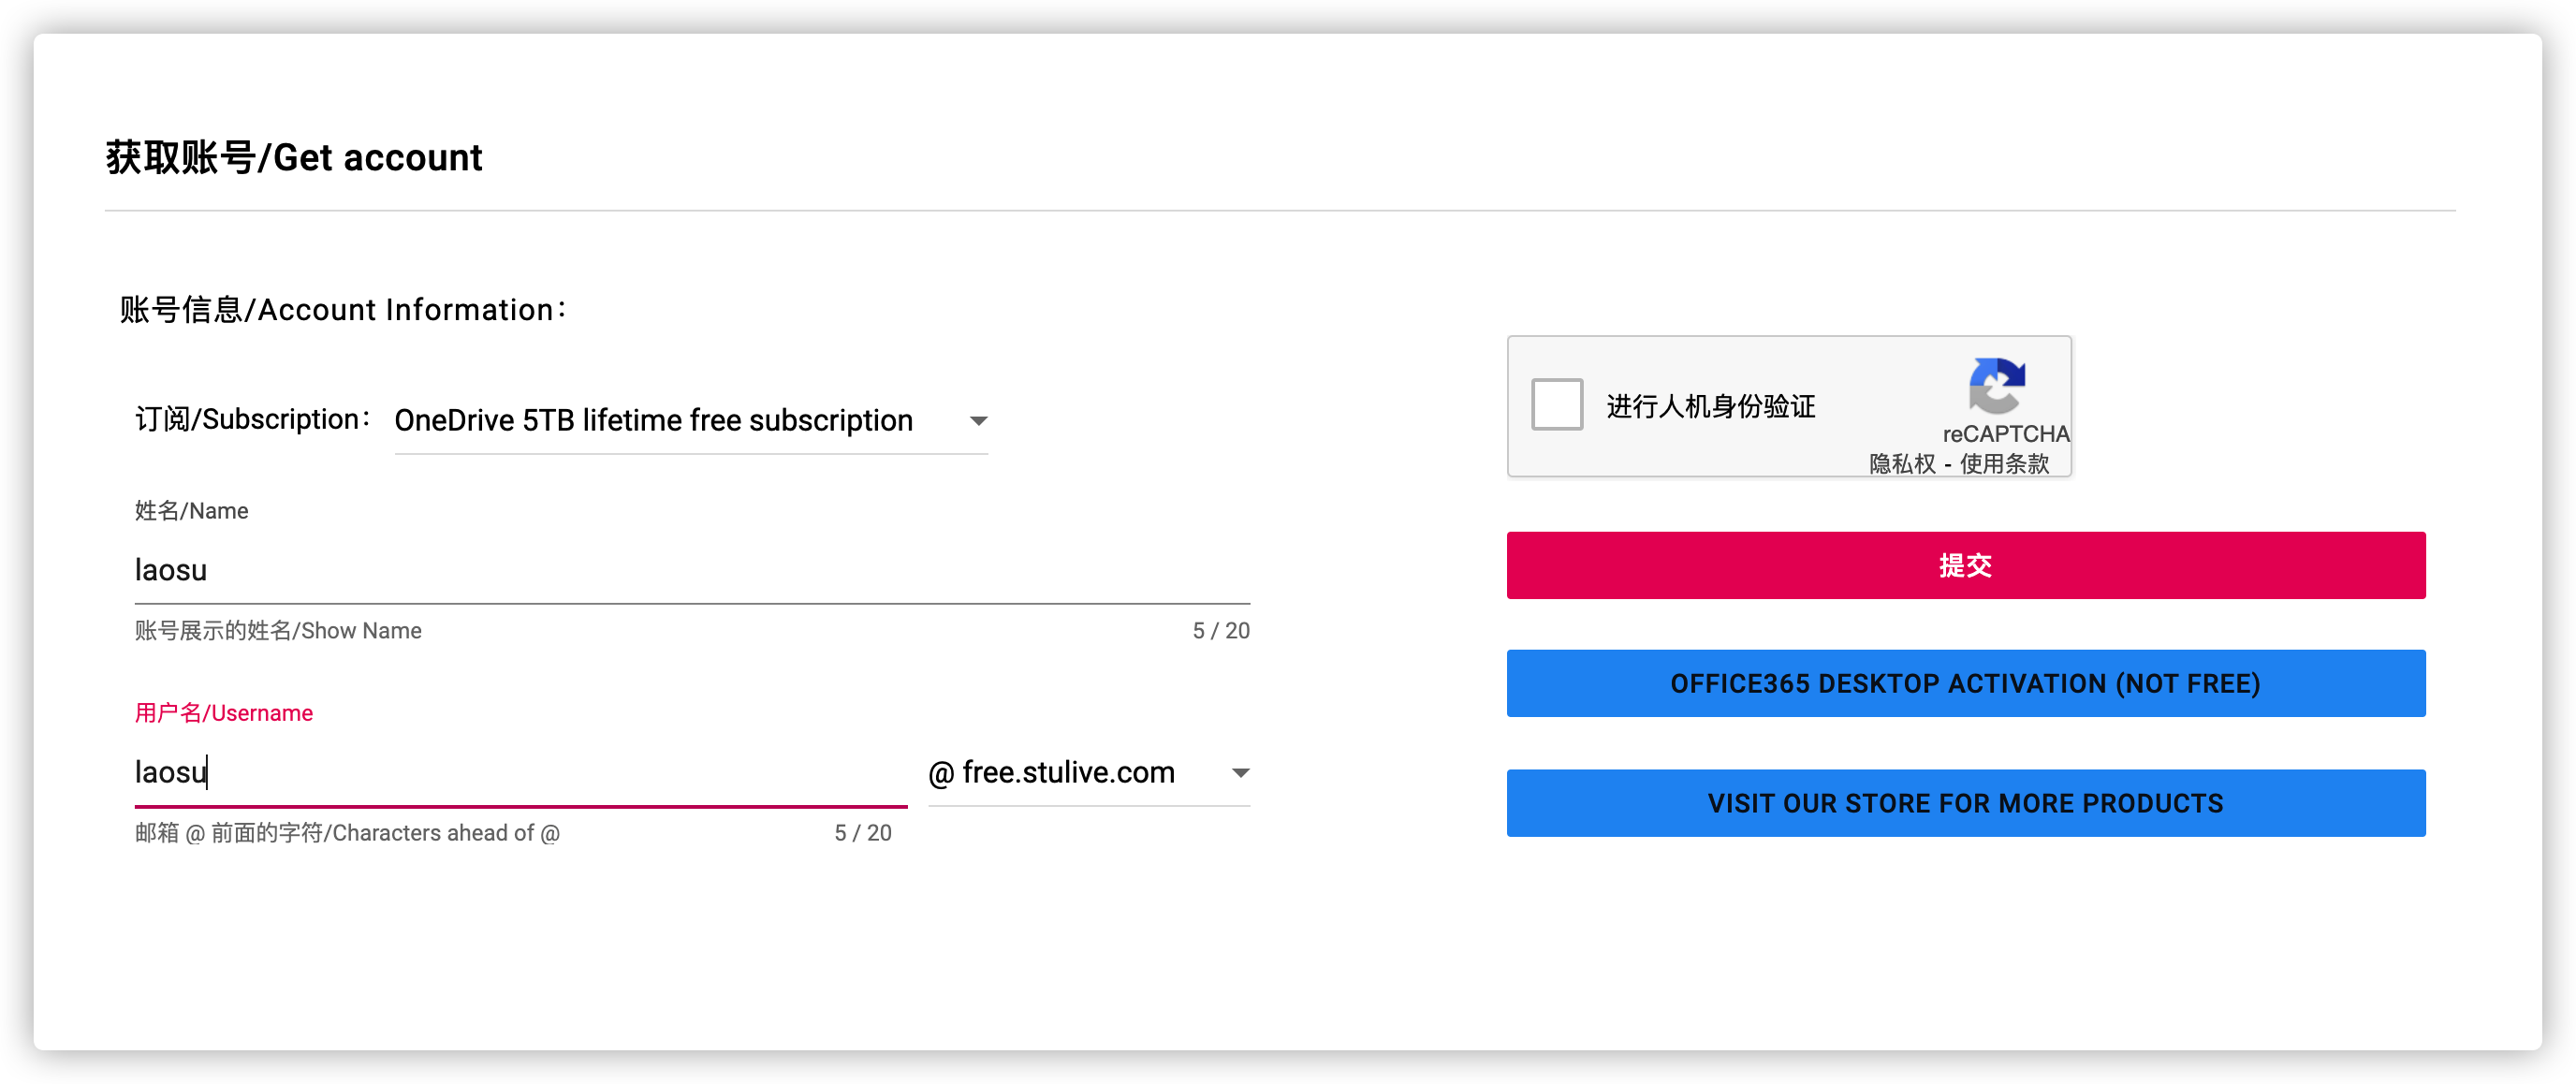 获取账号/Get account
账号信息/Account Information：
订阅/Subscription： OneDrive 5TB lifetime free subscription
姓名/Name
laosu
账号展示的姓名/Show Name 5 / 20
用户名/Username
laosu @ free.stulive.com
邮箱 @ 前面的字符/Characters ahead of @ 5 / 20
进行人机身份验证
reCAPTCHA
隐私权 - 使用条款
提交
OFFICE365 DESKTOP ACTIVATION (NOT FREE)
VISIT OUR STORE FOR MORE PRODUCTS